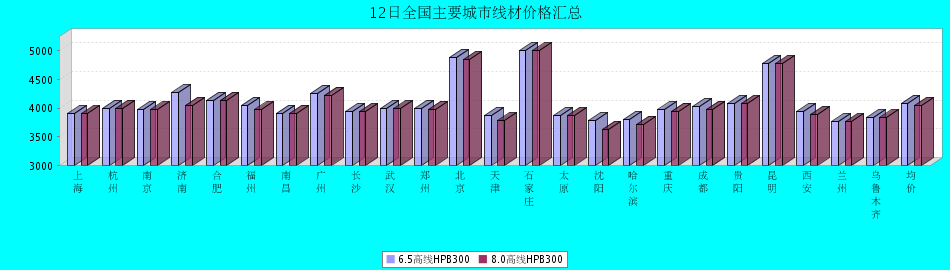 12日全国主要城市线材价格汇总
5000
4500
4000
3500
3000
上海
杭州
南京
济南
合肥
福州
南昌
广州
长沙
武汉
郑州
北京
天津
石家庄
太原
沈阳
哈尔滨
重庆
成都
贵阳
昆明
西安
兰州
乌鲁木齐
均价
6.5高线HPB300 8.0高线HPB300